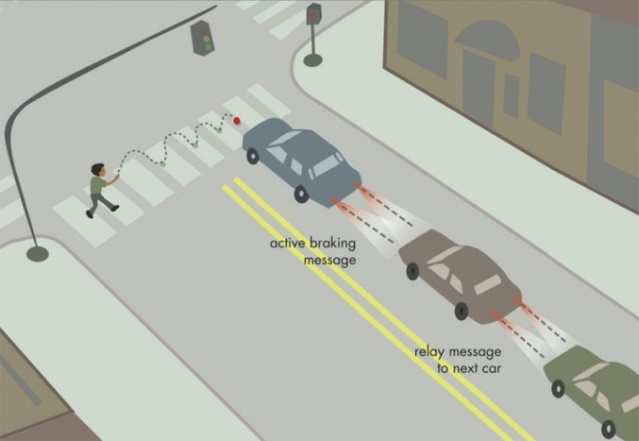 active braking
message
relay message
to next car